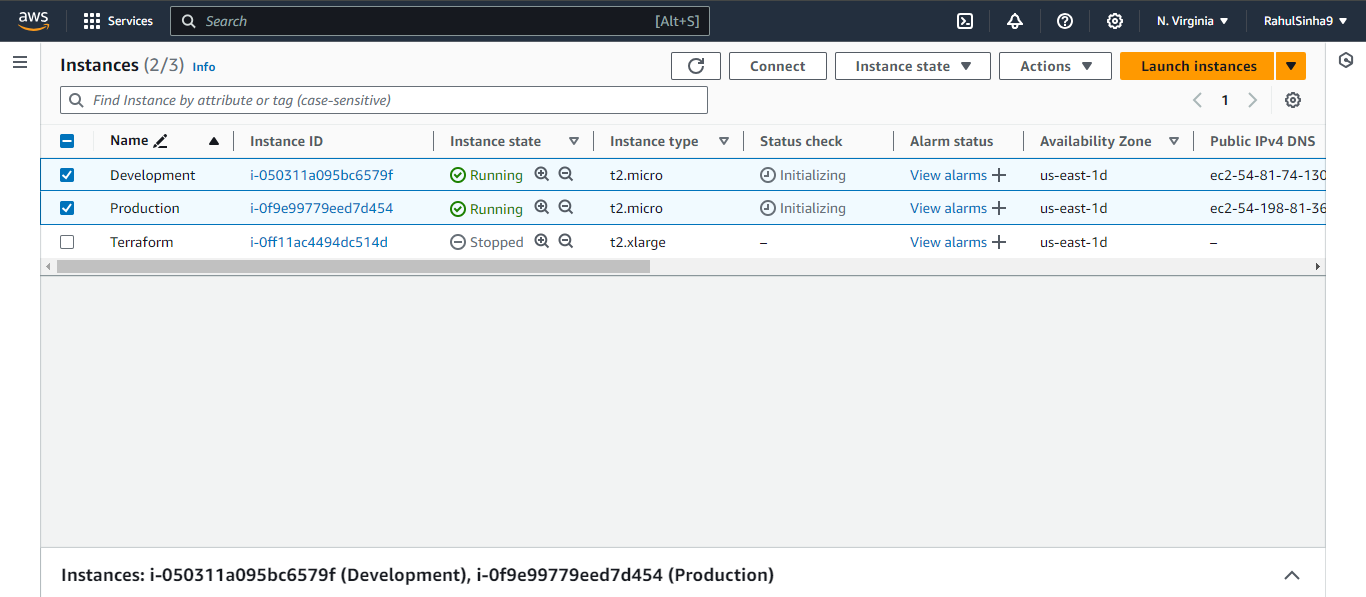 aws Services Search [Alt+S] N. Virginia RahulSinha9
Instances (2/3) Info Connect Instance state Actions Launch instances
Find Instance by attribute or tag (case-sensitive) 1
Name Instance ID Instance state Instance type Status check Alarm status Availability Zone Public IPv4 DNS
Development i-050311a095bc6579f Running t2.micro Initializing View alarms + us-east-1d ec2-54-81-74-130
Production i-0f9e99779eed7d454 Running t2.micro Initializing View alarms + us-east-1d ec2-54-198-81-36
Terraform i-0ff11ac4494dc514d Stopped t2.xlarge – View alarms + us-east-1d –
Instances: i-050311a095bc6579f (Development), i-0f9e99779eed7d454 (Production)